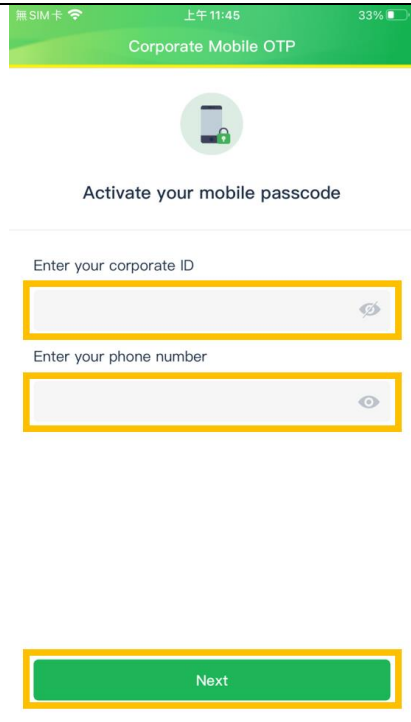 無SIM卡 上午11:45 33%
Corporate Mobile OTP
Activate your mobile passcode
Enter your corporate ID
Enter your phone number
Next